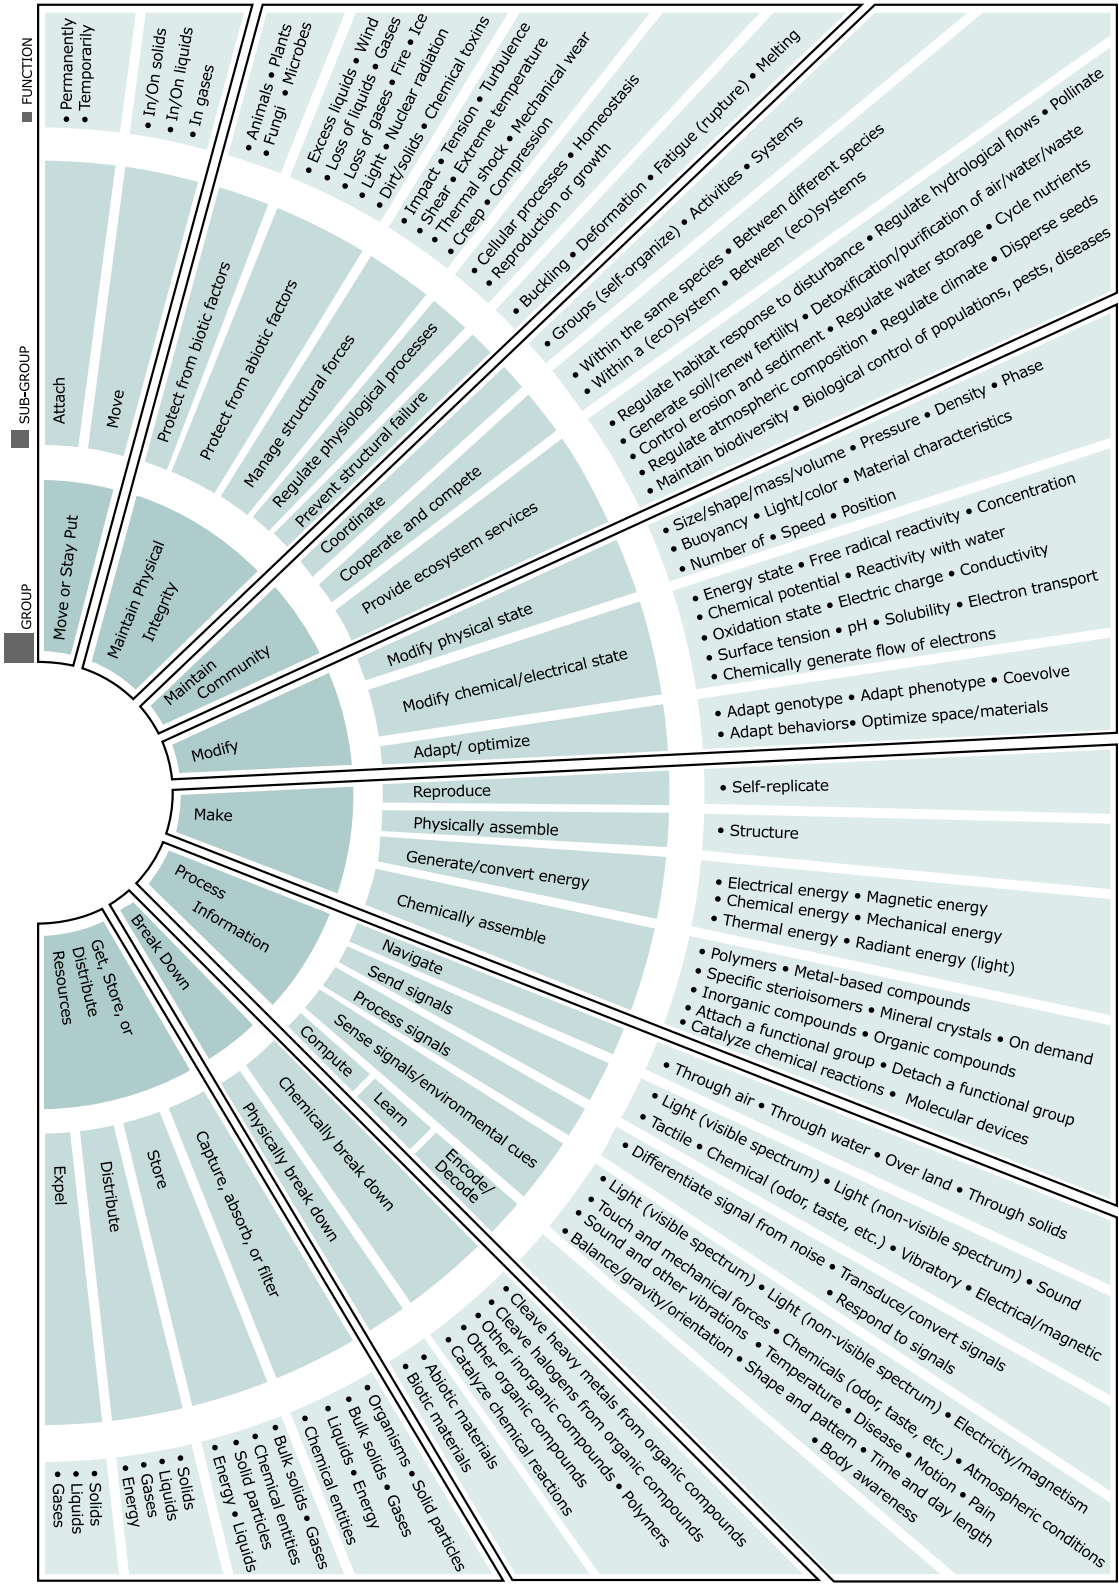 FUNCTION
SUB-GROUP
GROUP
Move or Stay Put
Attach
• Permanently
• Temporarily
Move
• In/On solids
• In/On liquids
• In gases
Maintain Physical
Integrity
Protect from biotic factors
• Animals • Plants
• Fungi • Microbes
Protect from abiotic factors
• Excess liquids • Wind
• Loss of liquids • Gases
• Loss of gases • Fire • Ice
• Light • Nuclear radiation
• Dirt/solids • Chemical toxins
Manage structural forces
• Impact • Tension • Turbulence
• Shear • Extreme temperature
• Thermal shock • Mechanical wear
• Creep • Compression
Regulate physiological processes
• Cellular processes • Homeostasis
• Reproduction or growth
Prevent structural failure
• Buckling • Deformation • Fatigue (rupture) • Melting
Maintain
Community
Coordinate
• Groups (self-organize) • Activities • Systems
Cooperate and compete
• Within the same species • Between different species
• Within a (eco)system • Between (eco)systems
Provide ecosystem services
• Regulate habitat response to disturbance • Regulate hydrological flows • Pollinate
• Generate soil/renew fertility • Detoxification/purification of air/water/waste
• Control erosion and sediment • Regulate water storage • Cycle nutrients
• Regulate atmospheric composition • Regulate climate • Disperse seeds
• Maintain biodiversity • Biological control of populations, pests, diseases
Modify
Modify physical state
• Size/shape/mass/volume • Pressure • Density • Phase
• Buoyancy • Light/color • Material characteristics
• Number of • Speed • Position
Modify chemical/electrical state
• Energy state • Free radical reactivity • Concentration
• Chemical potential • Reactivity with water
• Oxidation state • Electric charge • Conductivity
• Surface tension • pH • Solubility • Electron transport
• Chemically generate flow of electrons
Adapt/ optimize
• Adapt genotype • Adapt phenotype • Coevolve
• Adapt behaviors• Optimize space/materials
Make
Reproduce
• Self-replicate
Physically assemble
• Structure
Generate/convert energy
• Electrical energy • Magnetic energy
• Chemical energy • Mechanical energy
• Thermal energy • Radiant energy (light)
Chemically assemble
• Polymers • Metal-based compounds
• Specific sterioisomers • Mineral crystals • On demand
• Inorganic compounds • Organic compounds
• Attach a functional group • Detach a functional group
• Catalyze chemical reactions • Molecular devices
Process
Information
Navigate
• Through air • Through water • Over land • Through solids
Send signals
• Light (visible spectrum) • Light (non-visible spectrum) • Sound
• Tactile • Chemical (odor, taste, etc.) • Vibratory • Electrical/magnetic
Process signals
• Differentiate signal from noise • Transduce/convert signals
• Respond to signals
Sense signals/environmental cues
• Light (visible spectrum) • Light (non-visible spectrum) • Electricity/magnetism
• Touch and mechanical forces • Chemicals (odor, taste, etc.) • Atmospheric conditions
• Sound and other vibrations • Temperature • Disease • Motion • Pain
• Balance/gravity/orientation • Shape and pattern • Time and day length
• Body awareness
Compute
Learn
Encode/
Decode
Break Down
Chemically break down
• Cleave heavy metals from organic compounds
• Cleave halogens from organic compounds
• Other inorganic compounds • Polymers
• Other organic compounds
• Catalyze chemical reactions
Physically break down
• Abiotic materials
• Biotic materials
Get, Store, or
Distribute
Resources
Capture, absorb, or filter
• Organisms • Solid particles
• Bulk solids • Gases
• Liquids • Energy
• Chemical entities
Store
• Bulk solids • Gases
• Chemical entities
• Solid particles
• Energy • Liquids
Distribute
• Solids
• Liquids
• Gases
• Energy
Expel
• Solids
• Liquids
• Gases